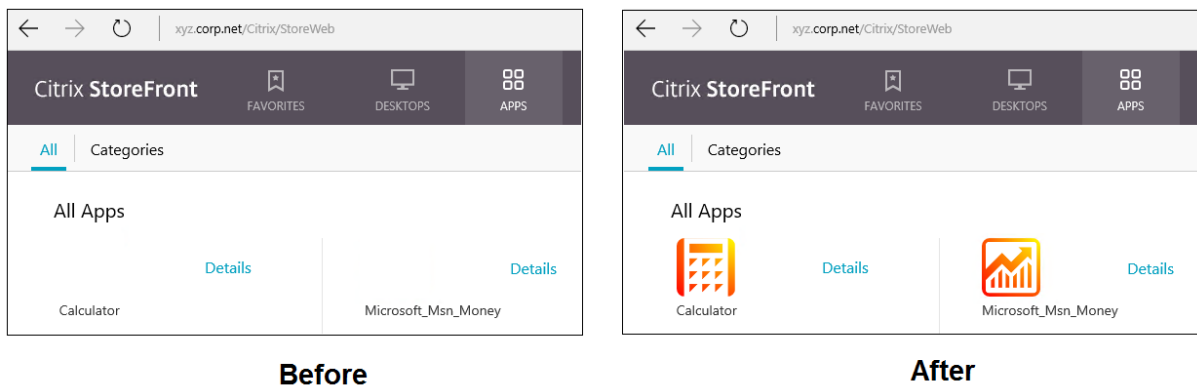 xyz.corp.net/Citrix/StoreWeb
Citrix StoreFront
FAVORITES
DESKTOPS
APPS
All
Categories
All Apps
Details
Details
Calculator
Microsoft_Msn_Money
Before
xyz.corp.net/Citrix/StoreWeb
Citrix StoreFront
FAVORITES
DESKTOPS
APPS
All
Categories
All Apps
Details
Details
Calculator
Microsoft_Msn_Money
After